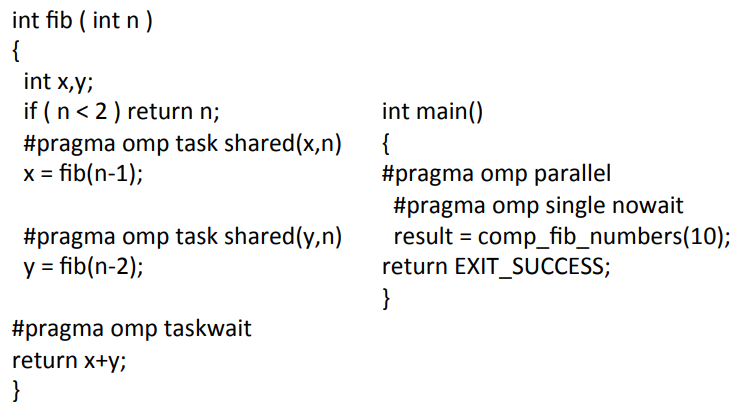 int fib ( int n )
{
int x,y;
if ( n < 2 ) return n;
#pragma omp task shared(x,n)
x = fib(n-1);
#pragma omp task shared(y,n)
y = fib(n-2);
#pragma omp taskwait
return x+y;
}
int main()
{
#pragma omp parallel
#pragma omp single nowait
result = comp_fib_numbers(10);
return EXIT_SUCCESS;
}